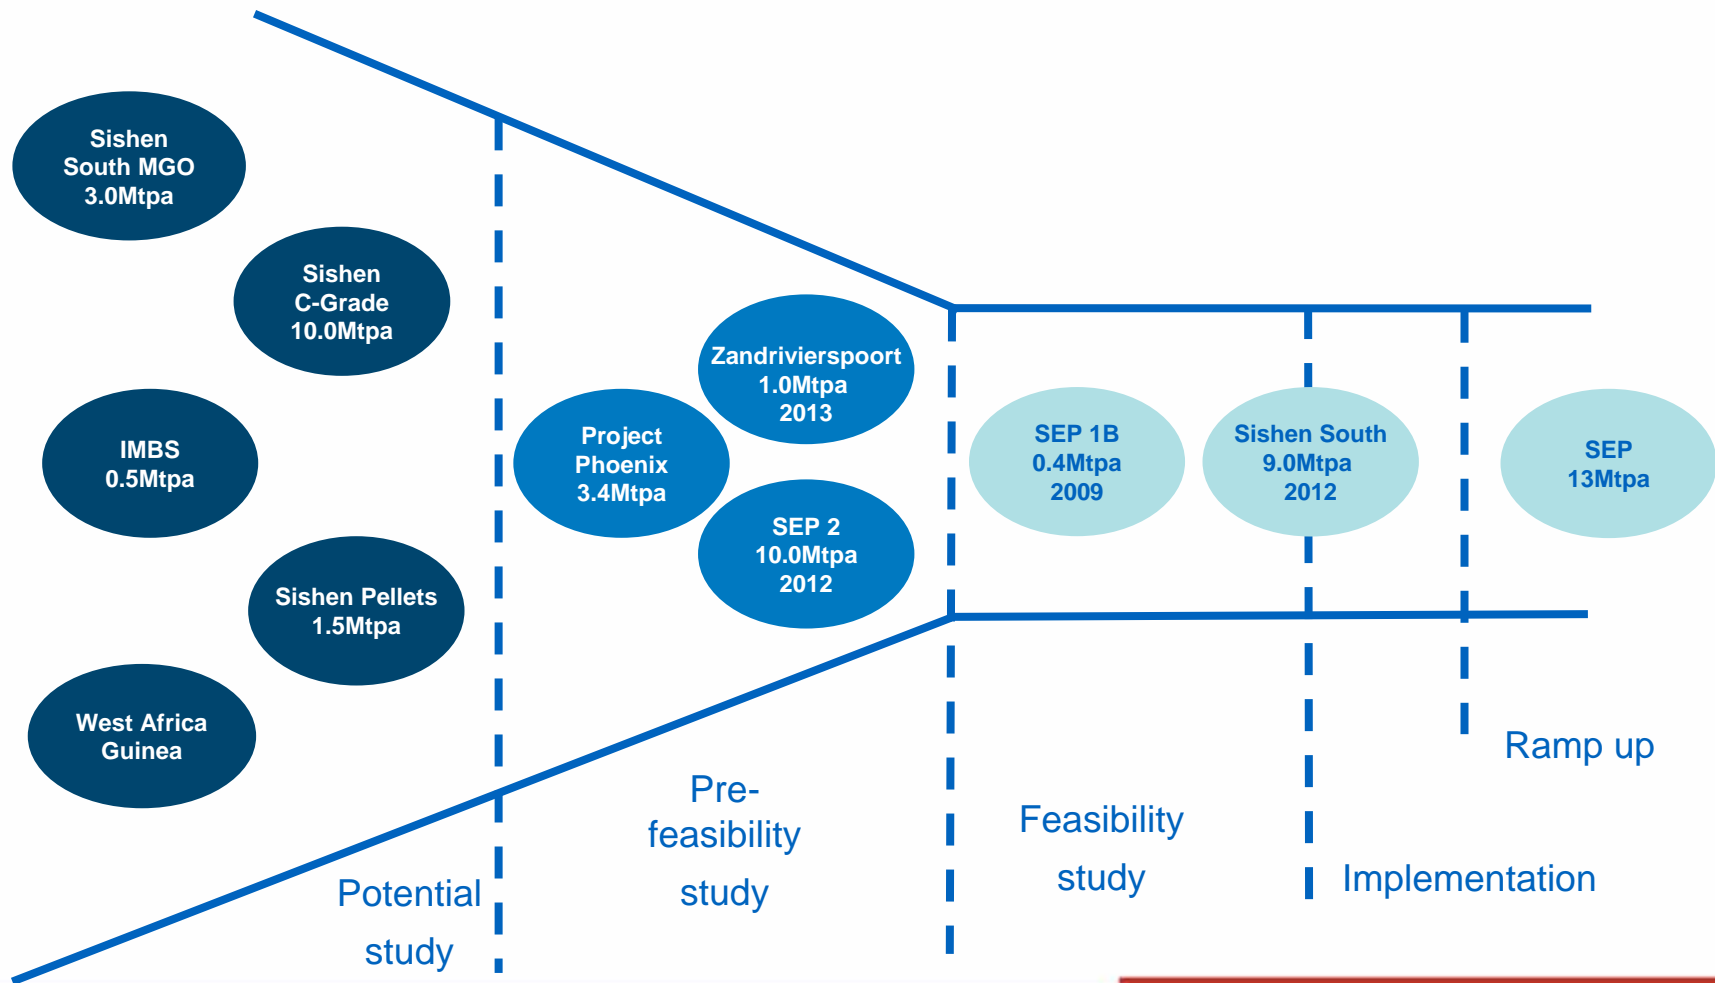 Sishen
South MGO
3.0Mtpa
Sishen
C-Grade
10.0Mtpa
IMBS
0.5Mtpa
Sishen Pellets
1.5Mtpa
West Africa
Guinea
Project
Phoenix
3.4Mtpa
Zandrivierspoort
1.0Mtpa
2013
SEP 2
10.0Mtpa
2012
SEP 1B
0.4Mtpa
2009
Sishen South
9.0Mtpa
2012
SEP
13Mtpa
Potential
study
Pre-
feasibility
study
Feasibility
study
Implementation
Ramp up